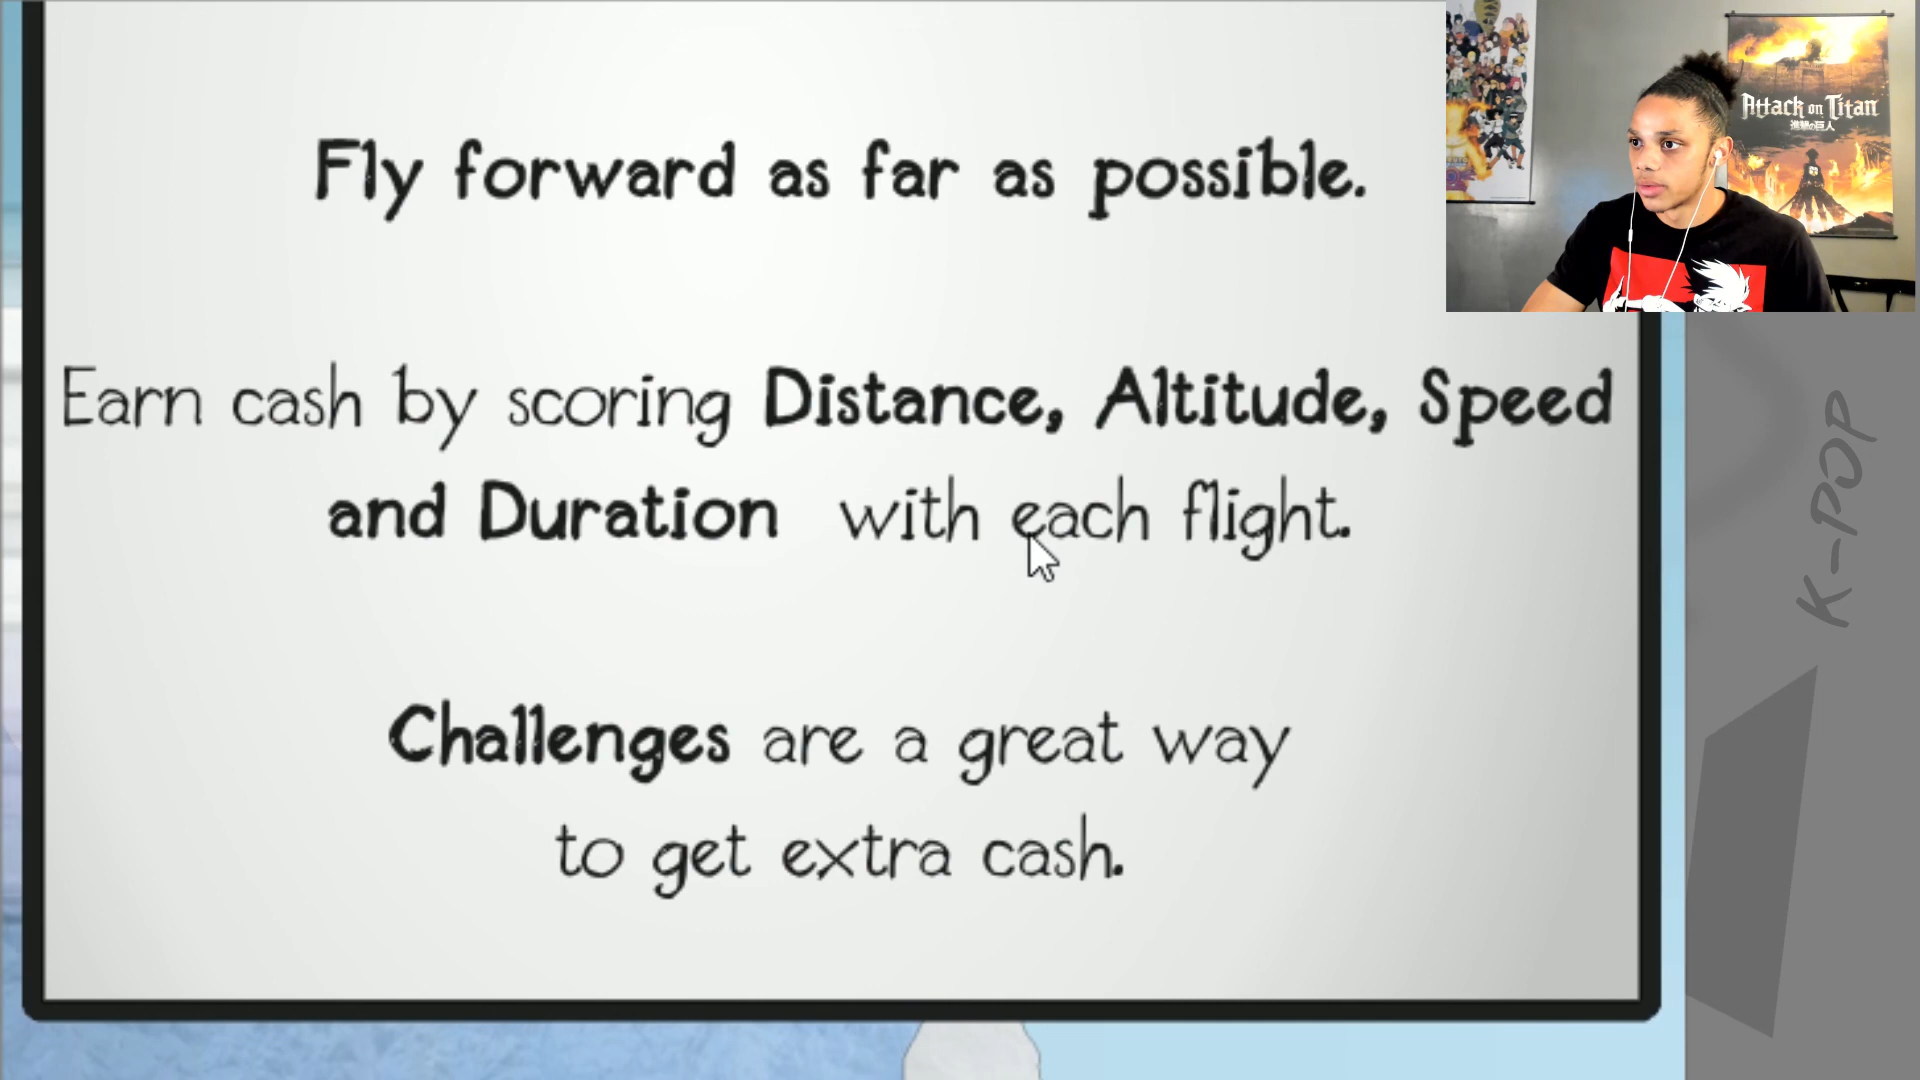 Fly forward as far as possible.
Earn cash by scoring Distance, Altitude, Speed
and Duration with each flight.
Challenges are a great way
to get extra cash.
Attack on Titan
進撃の巨人
K-POP